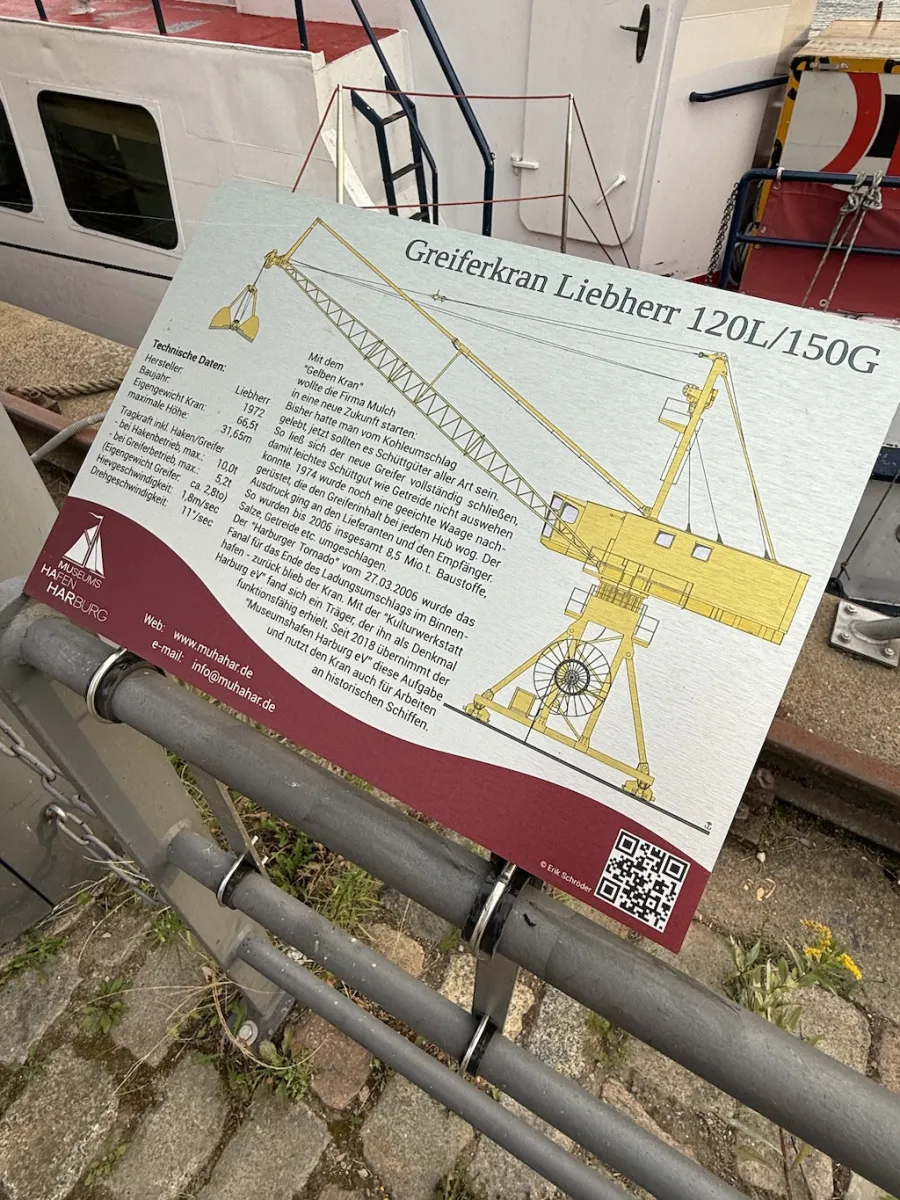 Greiferkran Liebherr 120L/150G
Technische Daten:
Hersteller: Liebherr
Baujahr: 1972
Eigengewicht Kran: 66,5t
maximale Höhe: 31,65m
Tragkraft inkl. Haken/Greifer
- bei Hakenbetrieb, max.: 10,0t
- bei Greiferbetrieb, max.: 5,2t
(Eigengewicht Greifer: ca. 2,8to)
Hievgeschwindigkeit: 1,8m/sec
Drehgeschwindigkeit: 11°/sec
Mit dem
"Gelben Kran"
wollte die Firma Mulch
in eine neue Zukunft starten:
Bisher hatte man vom Kohleumschlag
gelebt, jetzt sollten es Schüttgüter aller Art sein.
So ließ sich der neue Greifer vollständig schließen,
damit leichtes Schüttgut wie Getreide nicht auswehen
konnte. 1974 wurde noch eine geeichte Waage nach-
gerüstet, die den Greiferinhalt bei jedem Hub wog. Der
Ausdruck ging an den Lieferanten und den Empfänger.
So wurden bis 2006 insgesamt 8,5 Mio t. Baustoffe,
Salze, Getreide etc. umgeschlagen.
Der "Harburger Tornado" vom 27.03.2006 wurde das
Fanal für das Ende des Ladungsumschlags im Binnen-
hafen - zurück blieb der Kran. Mit der "Kulturwerkstatt
Harburg eV" fand sich ein Träger, der ihn als Denkmal
funktionsfähig erhielt. Seit 2018 übernimmt der
"Museumshafen Harburg eV" diese Aufgabe
und nutzt den Kran auch für Arbeiten
an historischen Schiffen.
MUSEUMS
HAFEN
HARBURG
Web: www.muhahar.de
e-mail: info@muhahar.de
© Erik Schröder